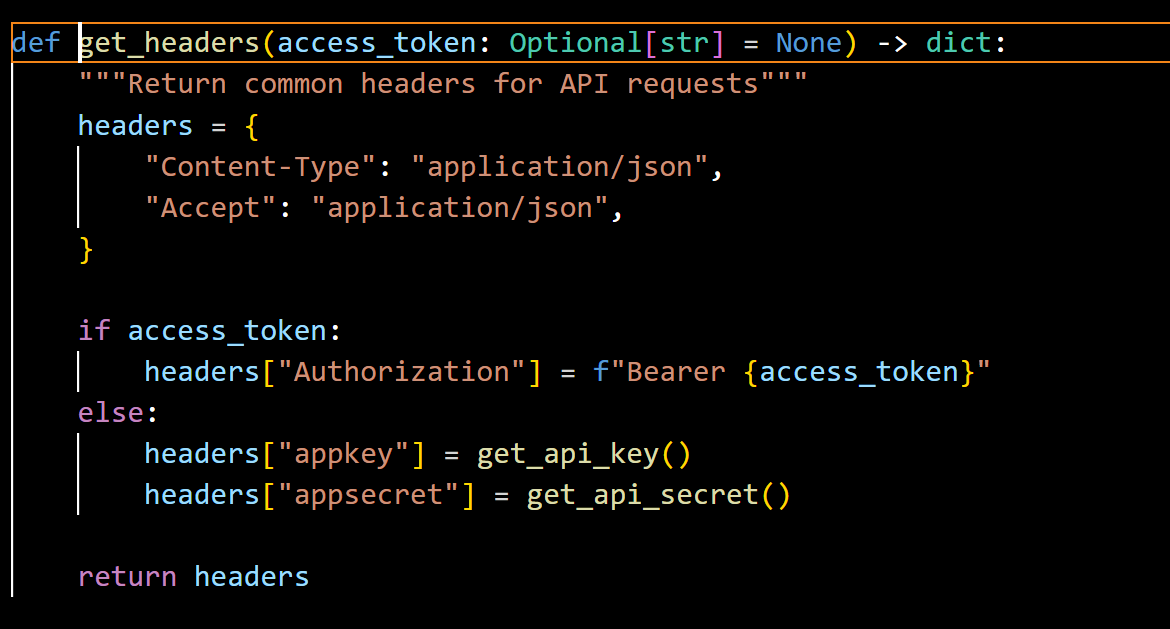 def get_headers(access_token: Optional[str] = None) -> dict:
    """Return common headers for API requests"""
    headers = {
        "Content-Type": "application/json",
        "Accept": "application/json",
    }

    if access_token:
        headers["Authorization"] = f"Bearer {access_token}"
    else:
        headers["appkey"] = get_api_key()
        headers["appsecret"] = get_api_secret()

    return headers